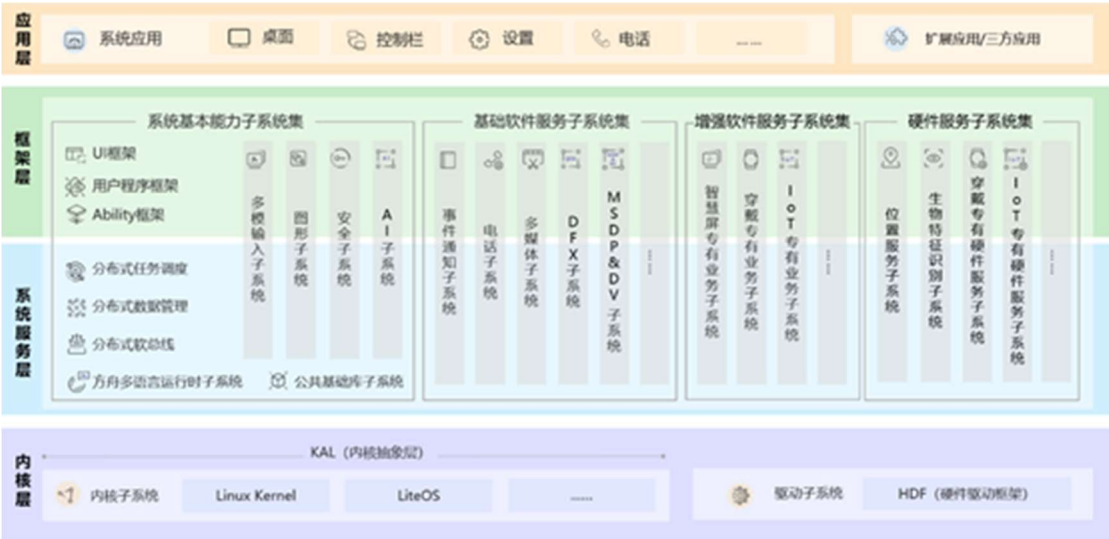 应用层
系统应用
桌面
控制栏
设置
电话
... ...
扩展应用/三方应用
框架层
系统基本能力子系统集
UI框架
用户程序框架
Ability框架
多模输入子系统
图形子系统
安全子系统
AI子系统
基础软件服务子系统集
事件通知子系统
电话子系统
多媒体子系统
DFX子系统
MSDP&DV子系统
......
增强软件服务子系统集
智慧屏专有业务子系统
穿戴专有业务子系统
IoT专有业务子系统
......
硬件服务子系统集
位置服务子系统
生物特征识别子系统
穿戴专有硬件服务子系统
IoT专有硬件服务子系统
......
系统服务层
分布式任务调度
分布式数据管理
分布式软总线
方舟多语言运行时子系统
公共基础库子系统
内核层
KAL（内核抽象层）
内核子系统
Linux Kernel
LiteOS
......
驱动子系统
HDF（硬件驱动框架）